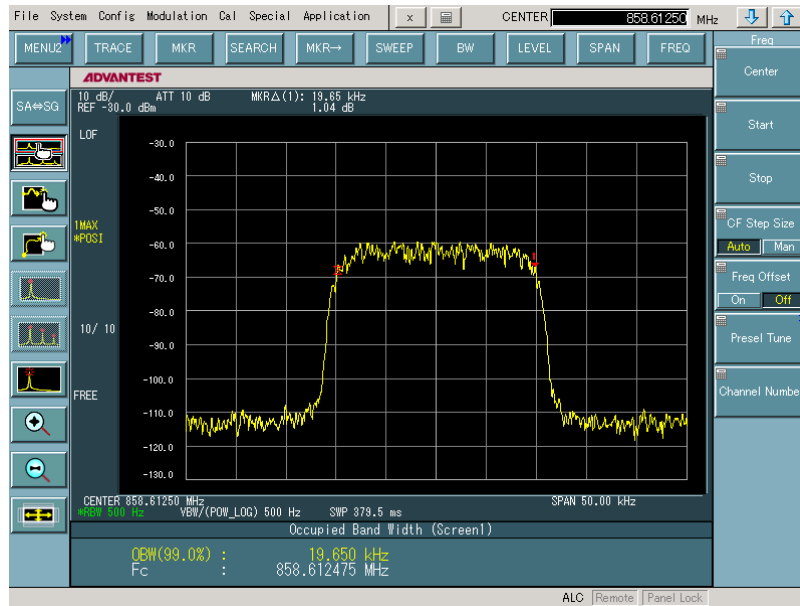 File System Config Modulation Cal Special Application x CENTER 858.61250 MHz
MENU2 TRACE MKR SEARCH MKR→ SWEEP BW LEVEL SPAN FREQ
Freq
ADVANTEST
Center
10 dB/ ATT 10 dB MKRΔ(1): 19.65 kHz
REF -30.0 dBm 1.04 dB
SA⇔SG
LOF
Start
-30.0
-40.0
Stop
-50.0
1MAX
*POSI
CF Step Size
Auto Man
-60.0
1
2
-70.0
Freq Offset
On Off
-80.0
10/ 10
Presel Tune
-90.0
-100.0
FREE
Channel Numbe
-110.0
-120.0
-130.0
CENTER 858.61250 MHz SPAN 50.00 kHz
*RBW 500 Hz VBW/(POW_LOG) 500 Hz SWP 379.5 ms
Occupied Band Width (Screen1)
OBW(99.0%) : 19.650 kHz
Fc : 858.612475 MHz
ALC Remote Panel Lock